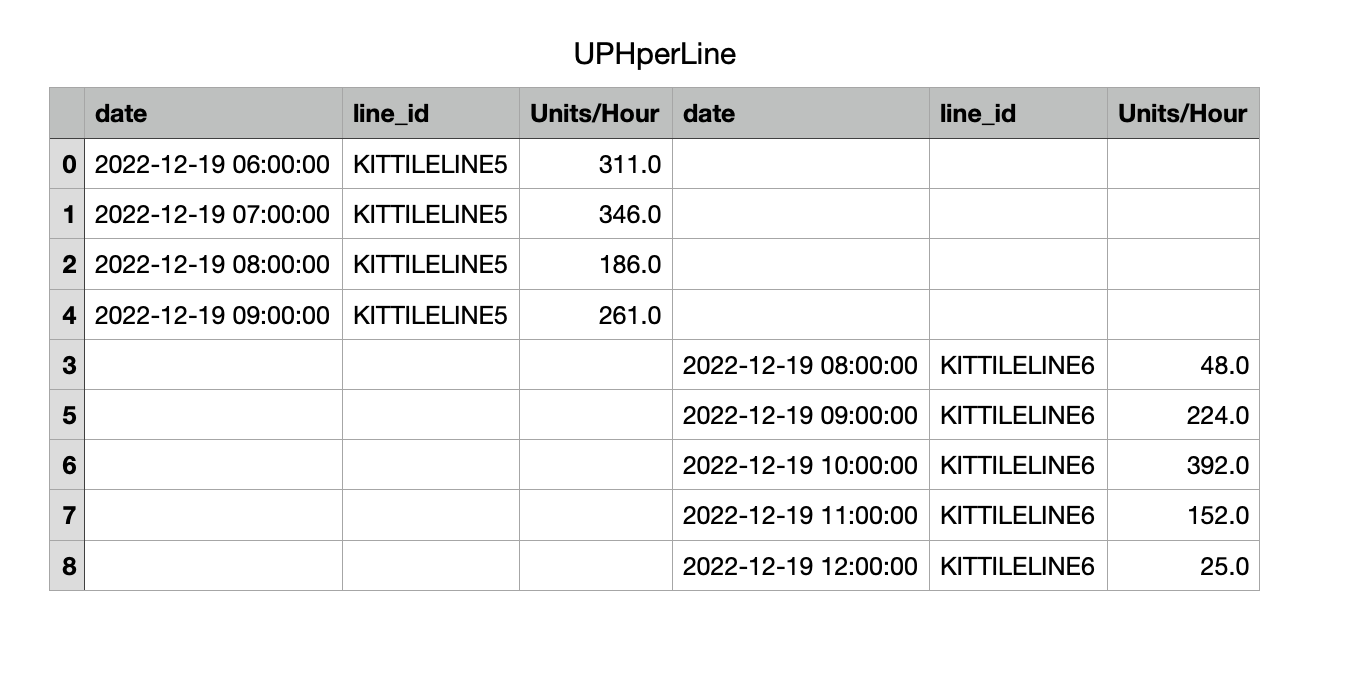 UPHperLine
date line_id Units/Hour date line_id Units/Hour
0 2022-12-19 06:00:00 KITTILELINE5 311.0
1 2022-12-19 07:00:00 KITTILELINE5 346.0
2 2022-12-19 08:00:00 KITTILELINE5 186.0
4 2022-12-19 09:00:00 KITTILELINE5 261.0
3 2022-12-19 08:00:00 KITTILELINE6 48.0
5 2022-12-19 09:00:00 KITTILELINE6 224.0
6 2022-12-19 10:00:00 KITTILELINE6 392.0
7 2022-12-19 11:00:00 KITTILELINE6 152.0
8 2022-12-19 12:00:00 KITTILELINE6 25.0